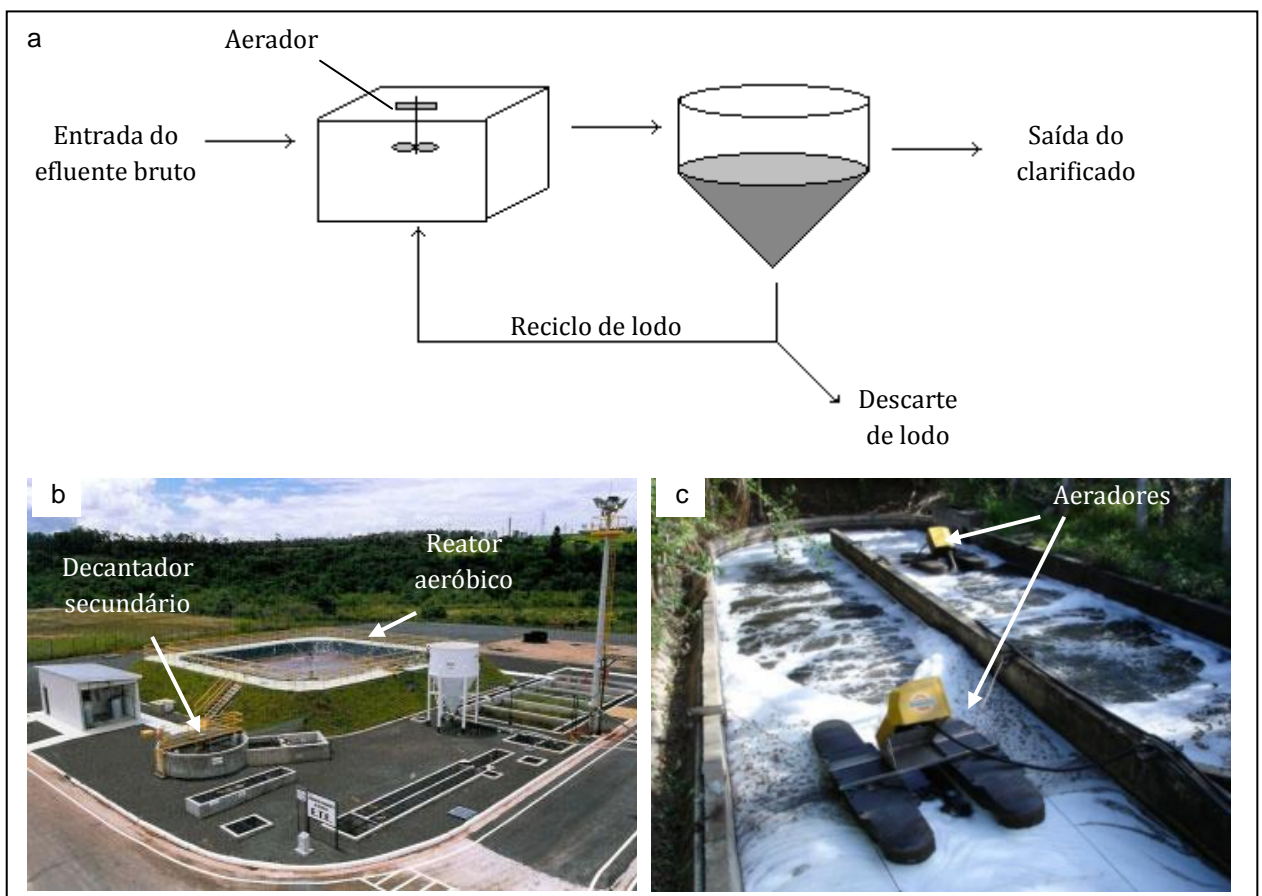 a
Aerador
Entrada do
efluente bruto
Saída do
clarificado
Reciclo de lodo
Descarte
de lodo
b
Decantador
secundário
Reator
aeróbico
E.T.E.
c
Aeradores